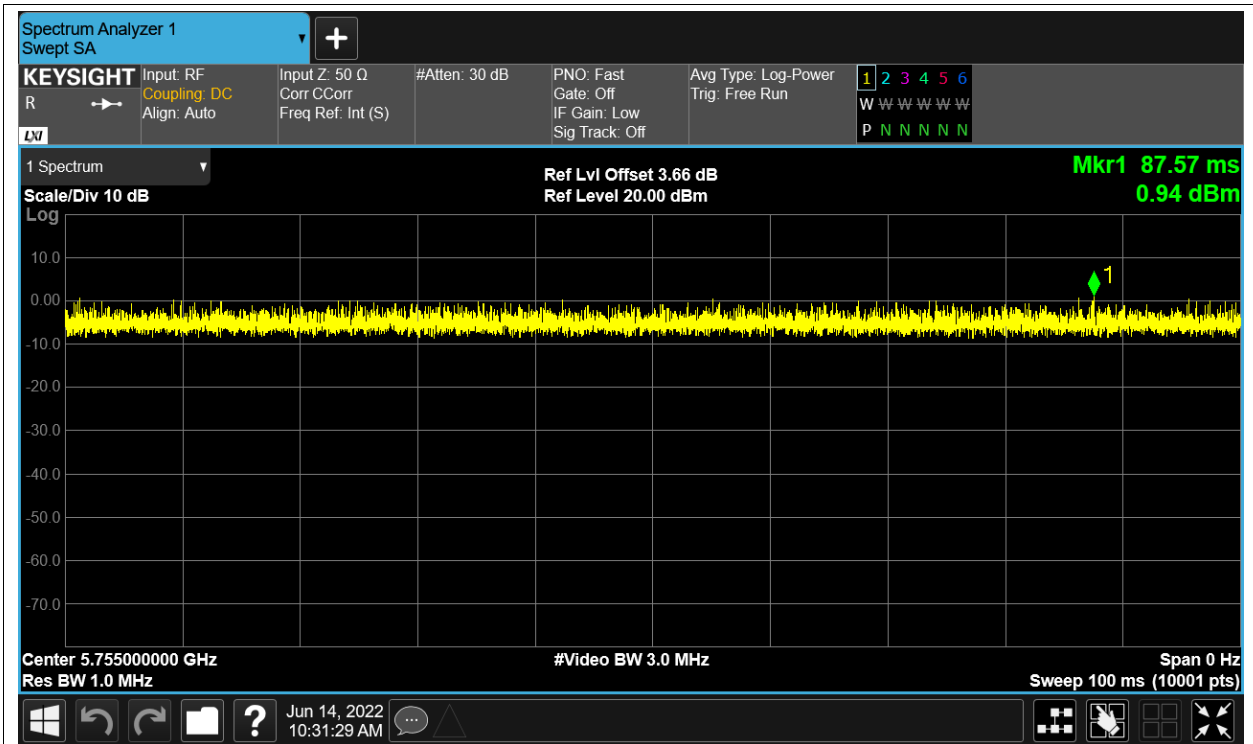 Spectrum Analyzer 1
Swept SA
KEYSIGHT Input: RF Input Z: 50 Ω #Atten: 30 dB PNO: Fast Avg Type: Log-Power 1 2 3 4 5 6
R Coupling: DC Corr CCorr Gate: Off Trig: Free Run W W W W W W
Align: Auto Freq Ref: Int (S) IF Gain: Low
LXI Sig Track: Off P N N N N N
1 Spectrum Ref Lvl Offset 3.66 dB Mkr1 87.57 ms
Scale/Div 10 dB Ref Level 20.00 dBm 0.94 dBm
Log
10.0
1
0.00
-10.0
-20.0
-30.0
-40.0
-50.0
-60.0
-70.0
Center 5.755000000 GHz #Video BW 3.0 MHz Span 0 Hz
Res BW 1.0 MHz Sweep 100 ms (10001 pts)
? Jun 14, 2022
10:31:29 AM